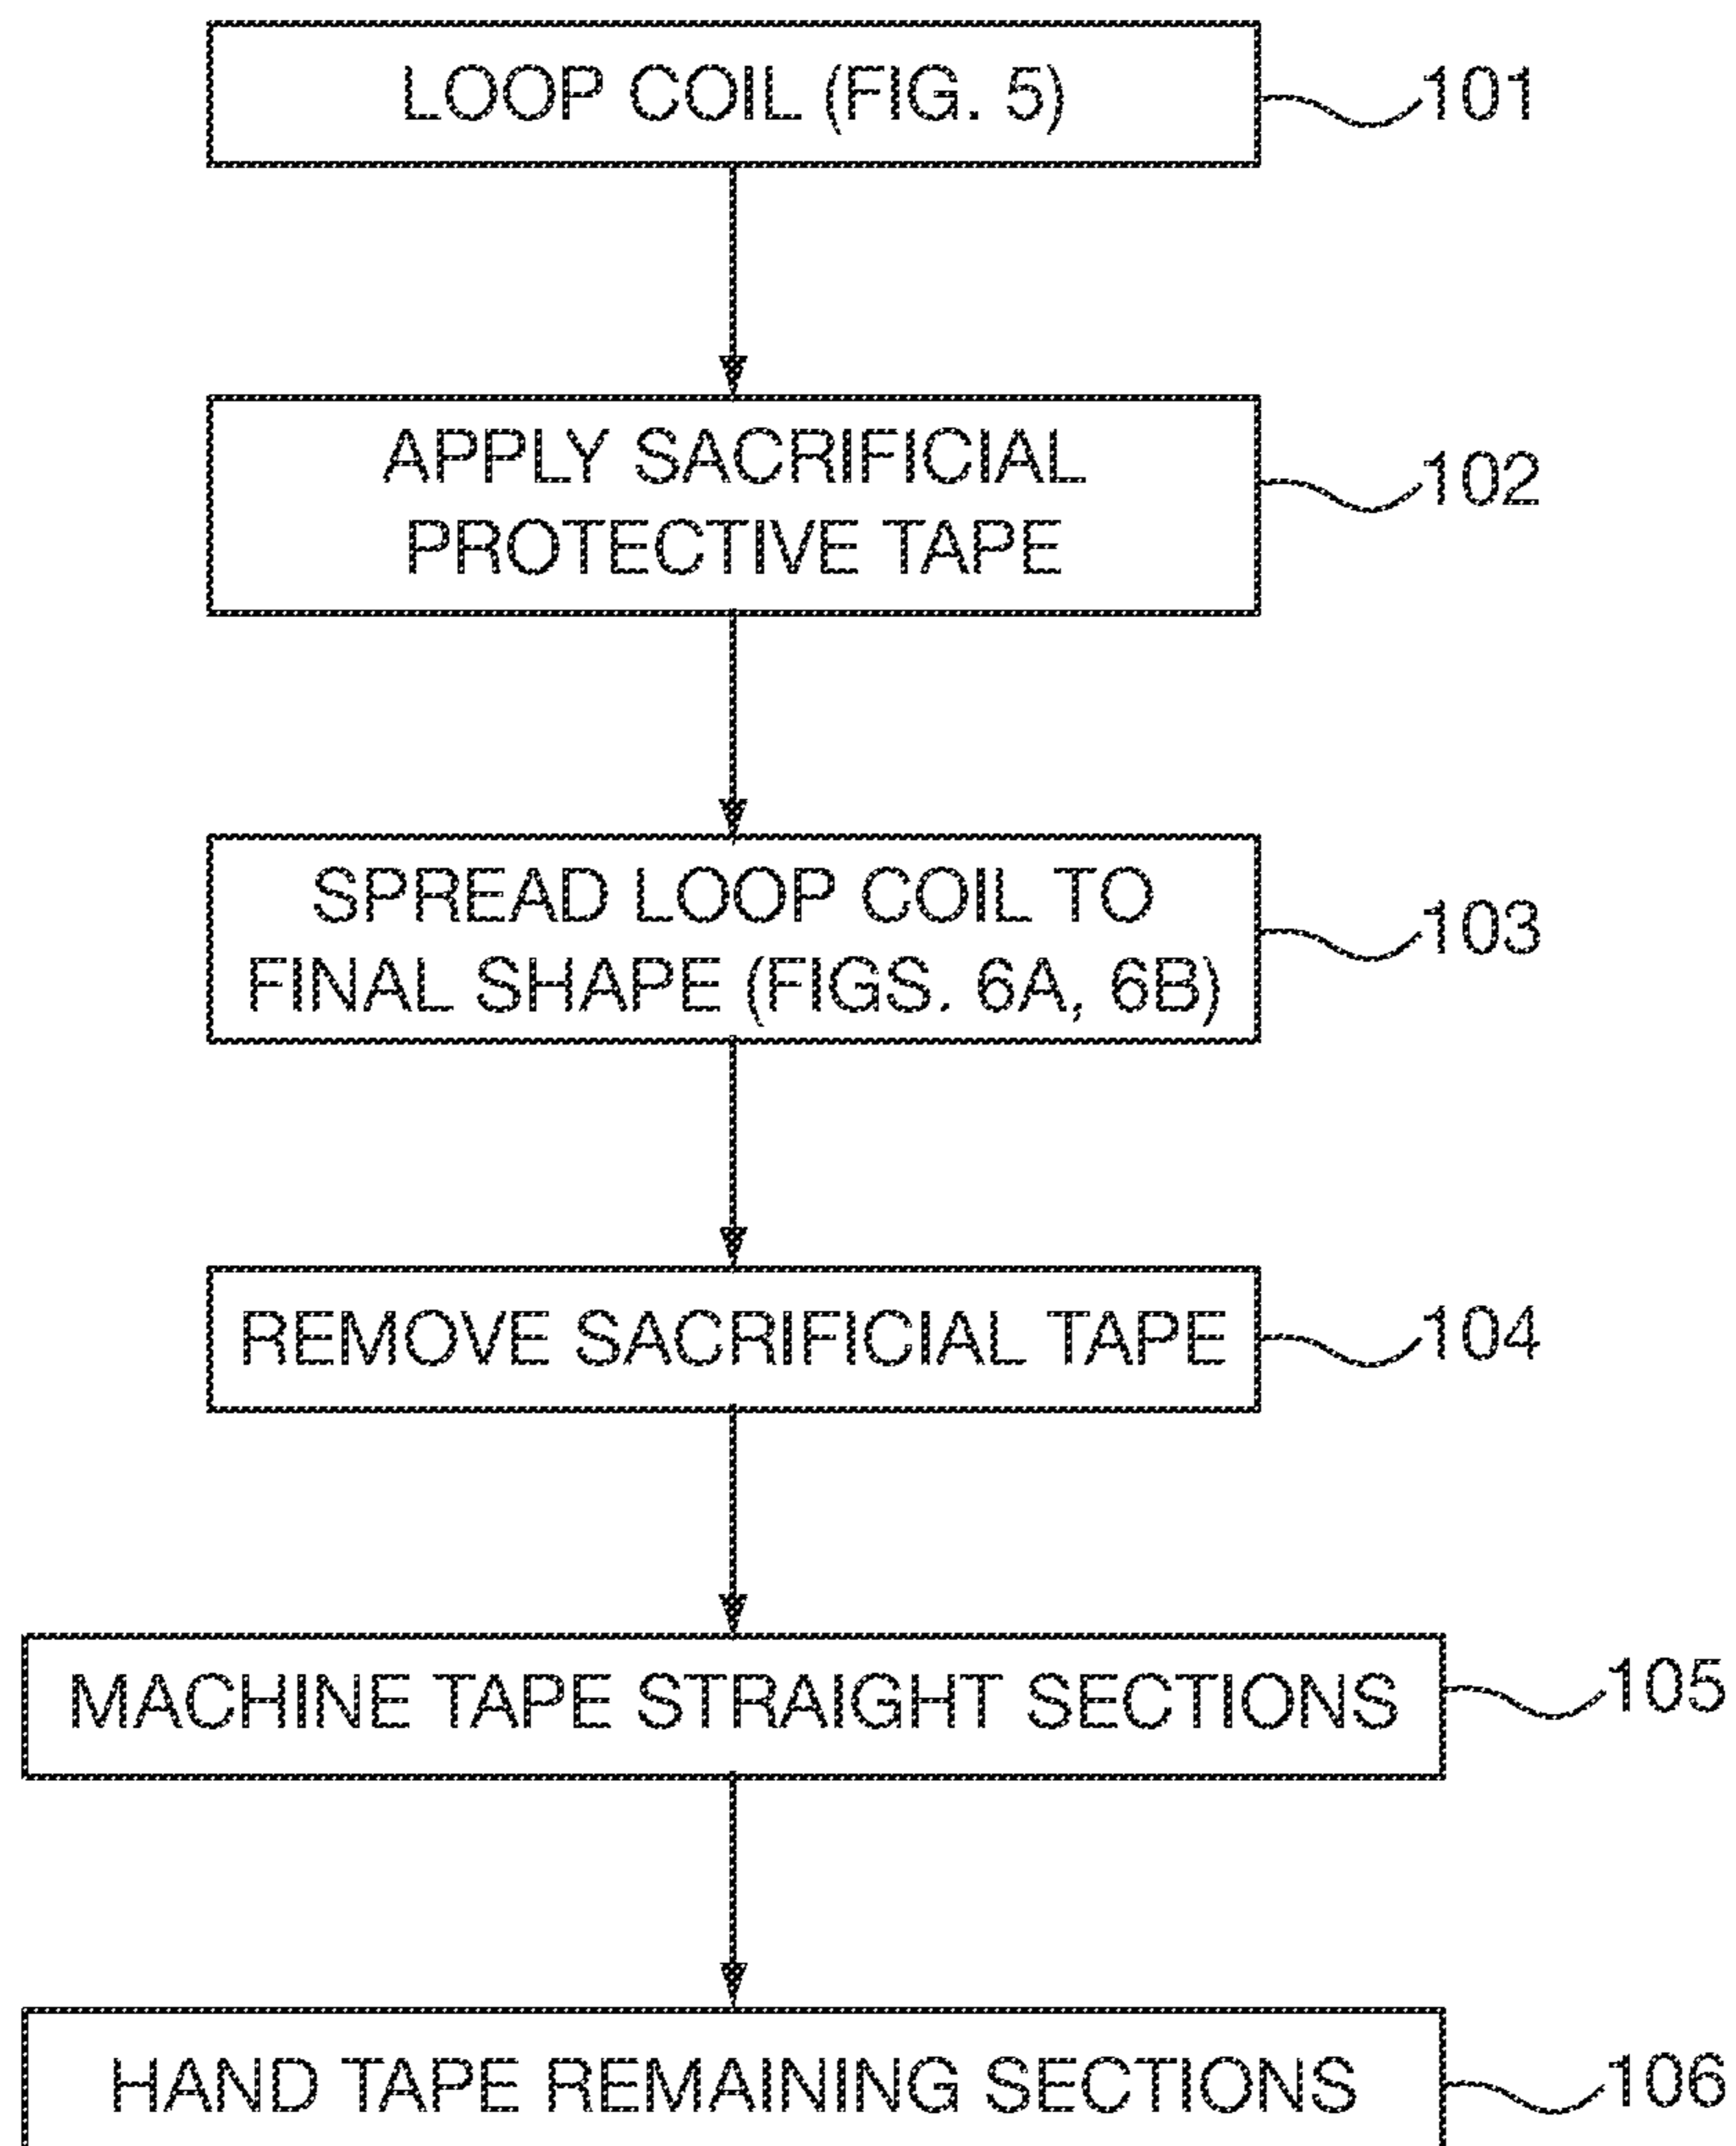 LOOP COIL (FIG. 5)
101
APPLY SACRIFICIAL
PROTECTIVE TAPE
102
SPREAD LOOP COIL TO
FINAL SHAPE (FIGS. 6A, 6B)
103
REMOVE SACRIFICIAL TAPE
104
MACHINE TAPE STRAIGHT SECTIONS
105
HAND TAPE REMAINING SECTIONS
106